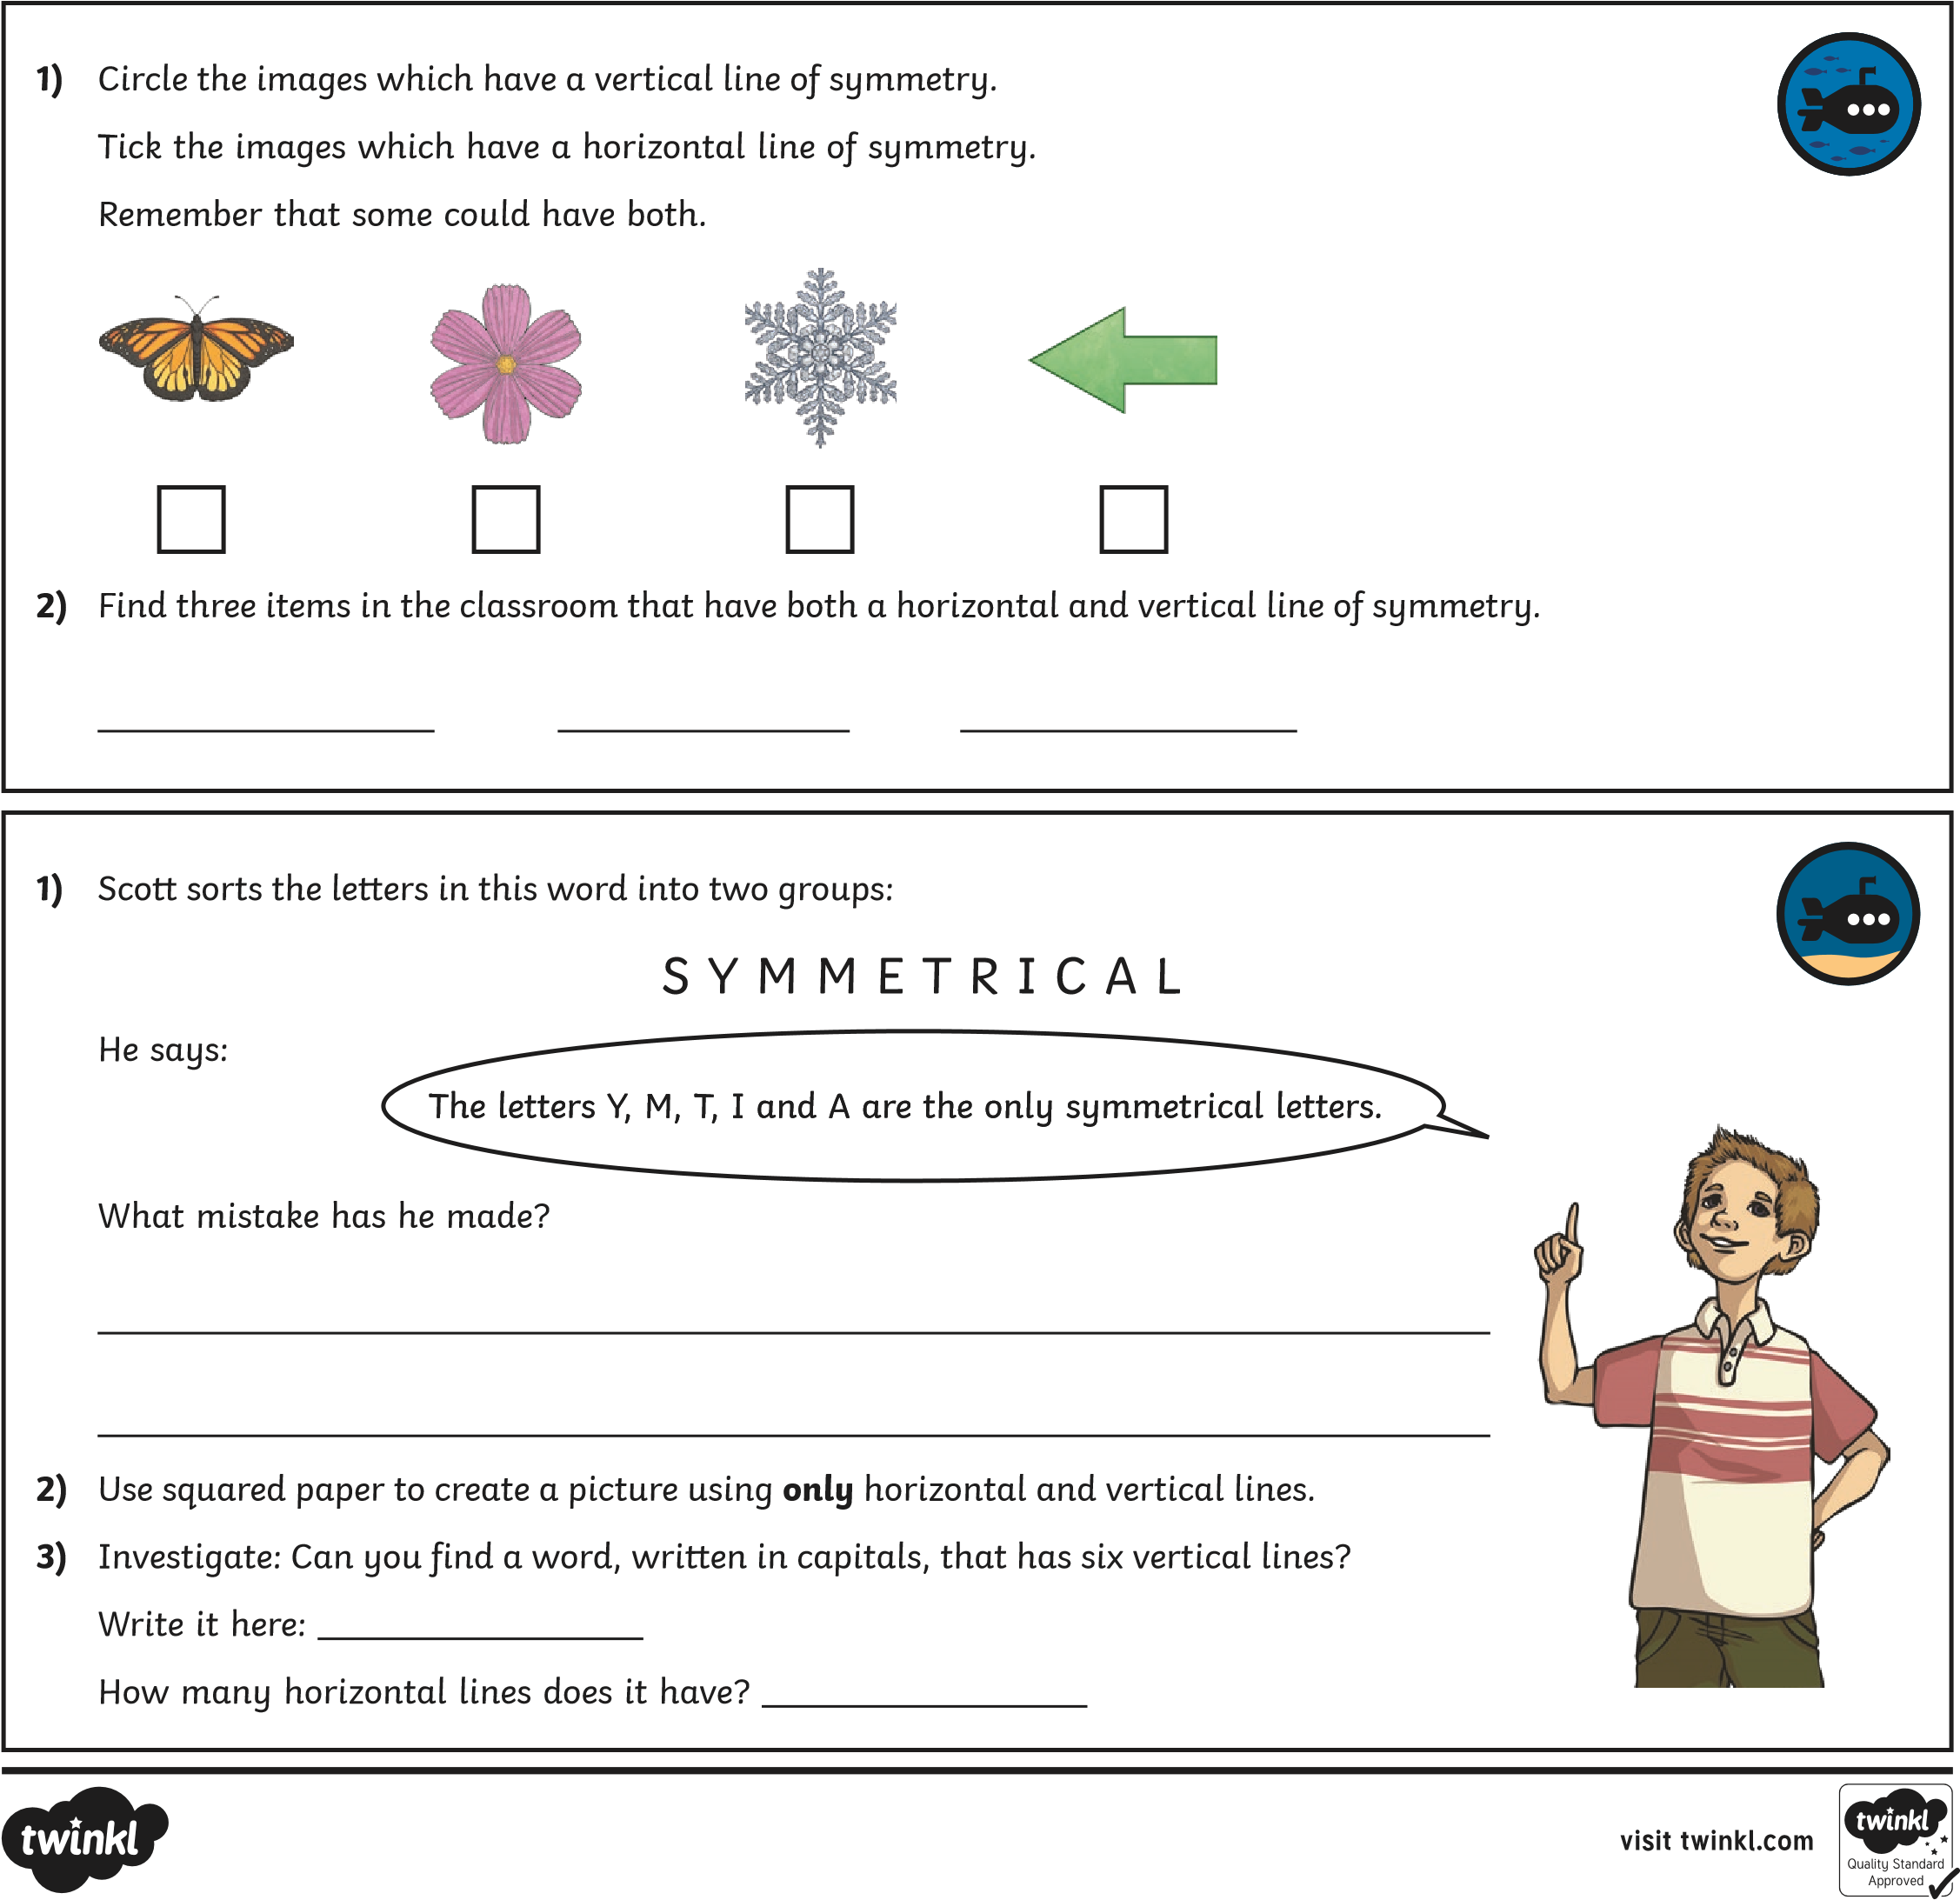 1) Circle the images which have a vertical line of symmetry.
Tick the images which have a horizontal line of symmetry.
Remember that some could have both.
2) Find three items in the classroom that have both a horizontal and vertical line of symmetry.
1) Scott sorts the letters in this word into two groups:
S Y M M E T R I C A L
He says:
The letters Y, M, T, I and A are the only symmetrical letters.
What mistake has he made?
2) Use squared paper to create a picture using only horizontal and vertical lines.
3) Investigate: Can you find a word, written in capitals, that has six vertical lines?
Write it here:
How many horizontal lines does it have?
twinkl
visit twinkl.com
twinkl
Quality Standard
Approved